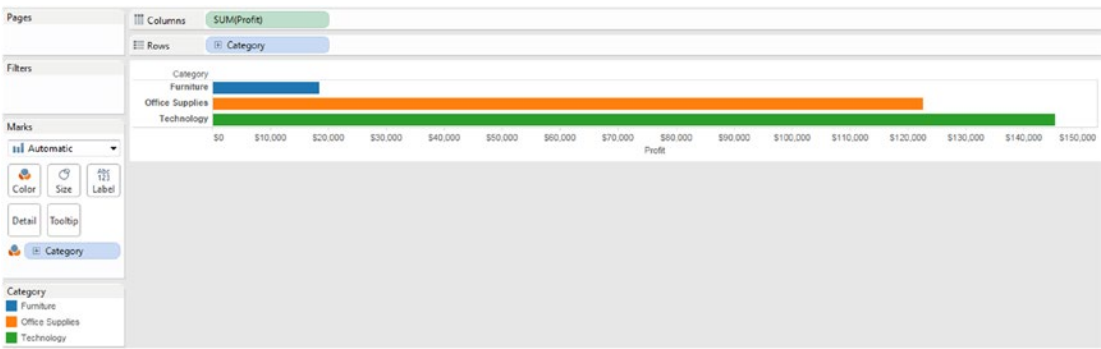 Pages
Columns SUM(Profit)
Rows Category
Filters
Category
Furniture
Office Supplies
Technology
$0 $10,000 $20,000 $30,000 $40,000 $50,000 $60,000 $70,000 $80,000 $90,000 $100,000 $110,000 $120,000 $130,000 $140,000 $150,000
Profit
Marks
Automatic
Color Size Abc 123 Label
Detail Tooltip
Category
Category
Furniture
Office Supplies
Technology